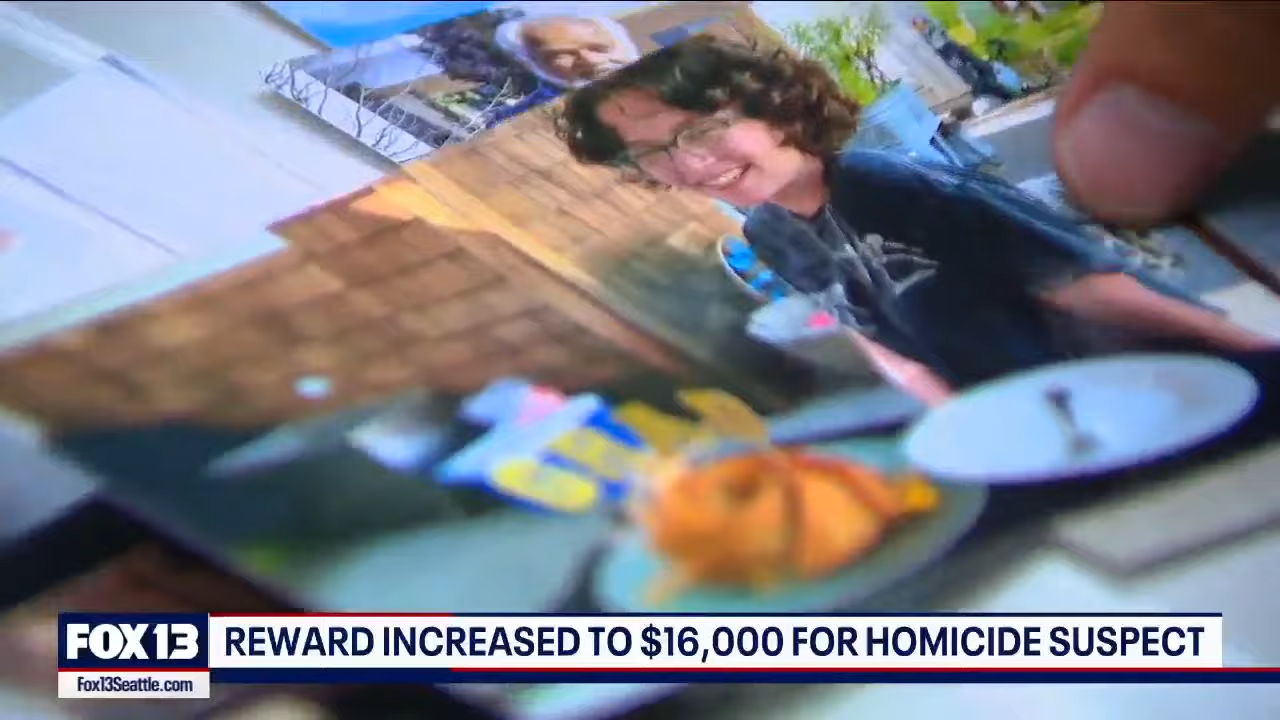 FOX 13
REWARD INCREASED TO $16,000 FOR HOMICIDE SUSPECT
Fox13Seattle.com